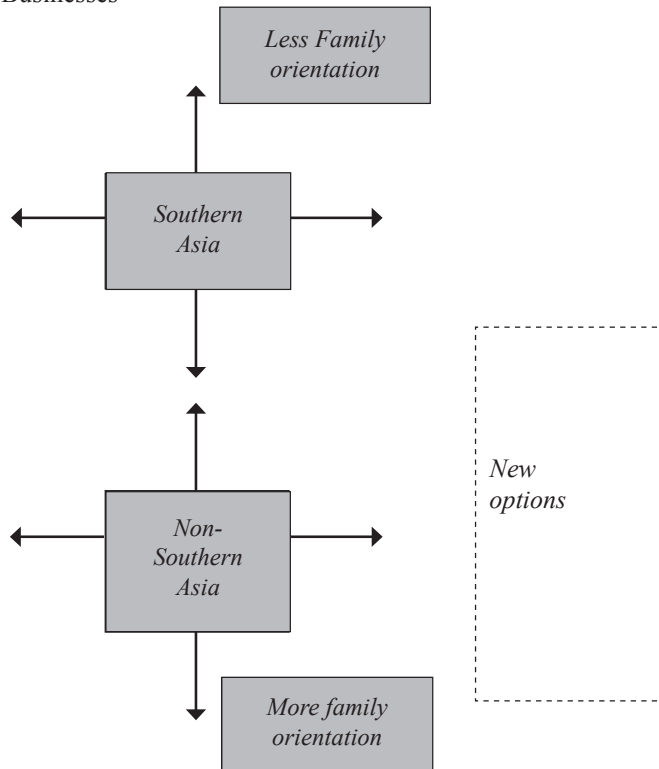 Businesses
Less Family
orientation
Southern
Asia
New
options
Non-
Southern
Asia
More family
orientation